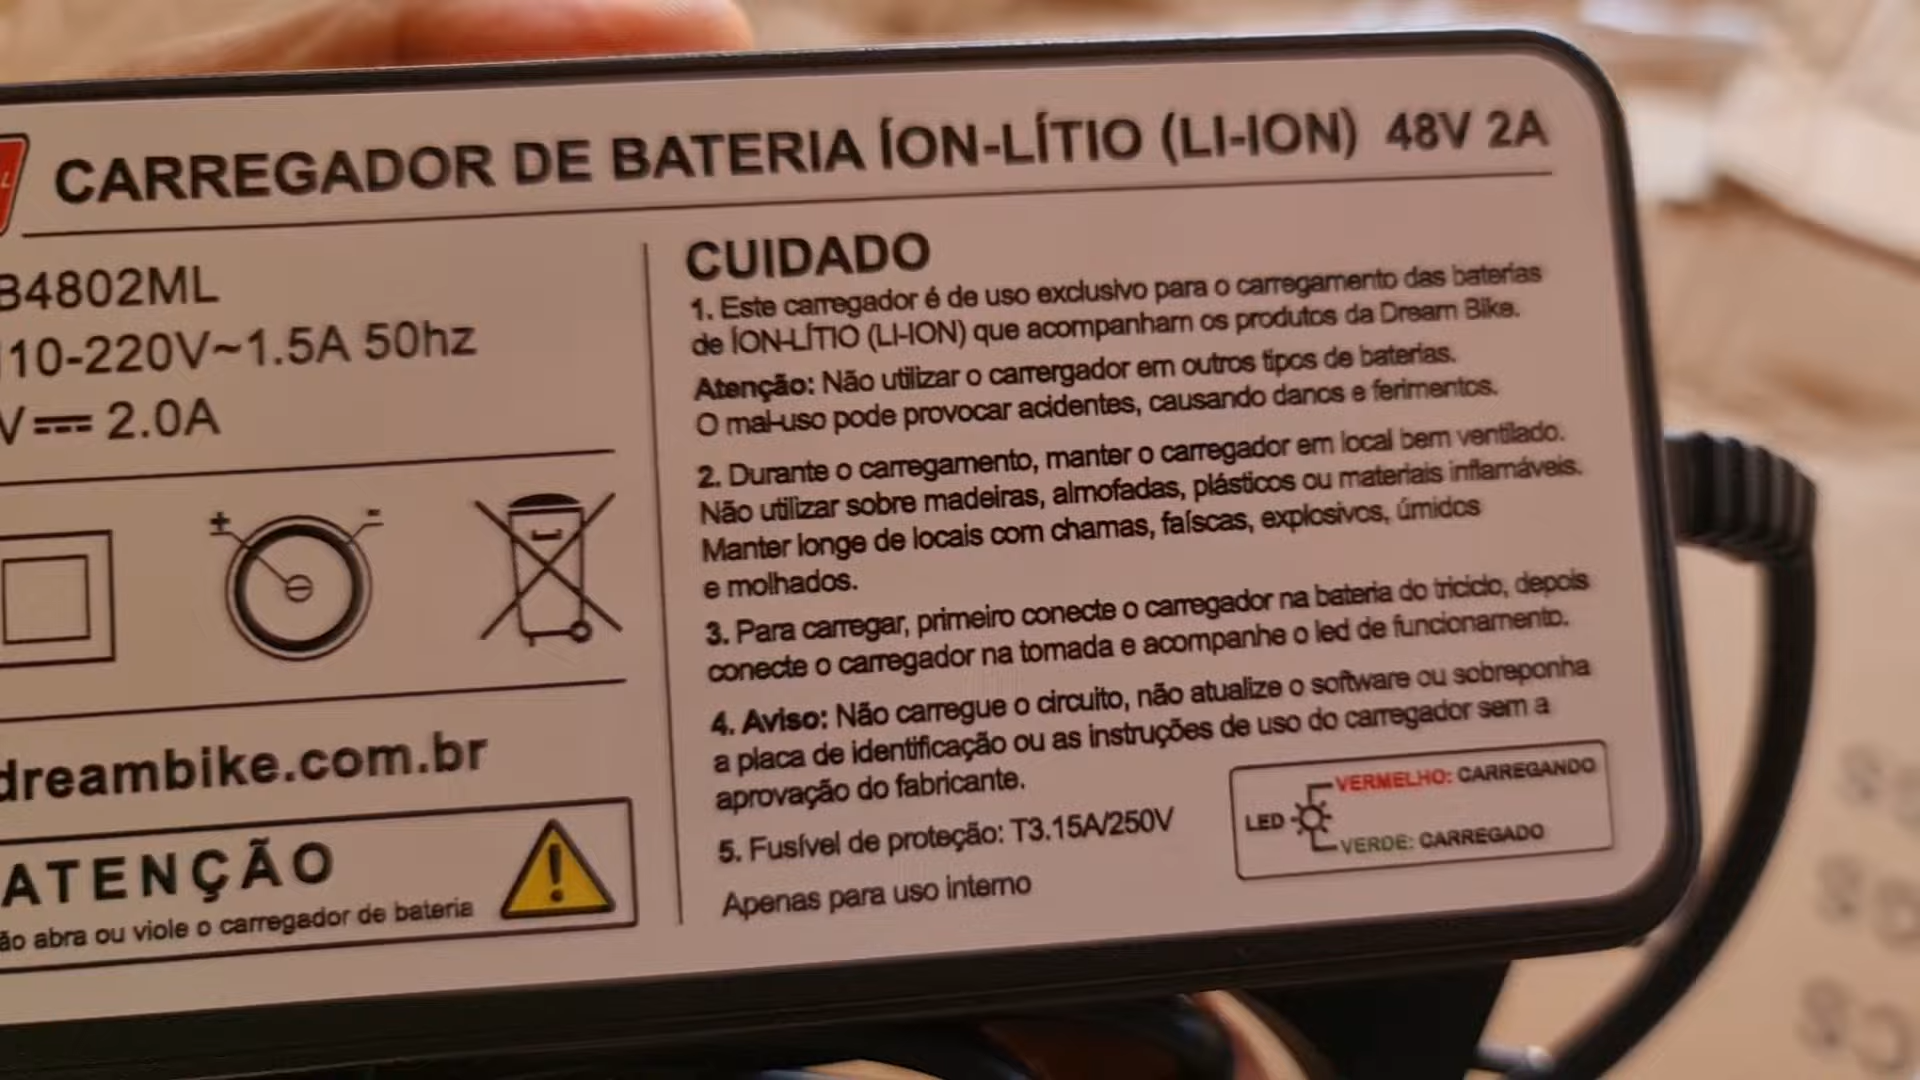 CARREGADOR DE BATERIA ÍON-LÍTIO (LI-ION) 48V 2A
B4802ML
110-220V~1.5A 50hz
V 2.0A
+ -
dreambike.com.br
ATENÇÃO
ão abra ou viole o carregador de bateria
CUIDADO
1. Este carregador é de uso exclusivo para o carregamento das baterias
de ÍON-LÍTIO (LI-ION) que acompanham os produtos da Dream Bike.
Atenção: Não utilizar o carrergador em outros tipos de baterias.
O mal-uso pode provocar acidentes, causando danos e ferimentos.
2. Durante o carregamento, manter o carregador em local bem ventilado.
Não utilizar sobre madeiras, almofadas, plásticos ou materiais inflamáveis.
Manter longe de locais com chamas, faíscas, explosivos, úmidos
e molhados.
3. Para carregar, primeiro conecte o carregador na bateria do triciclo, depois
conecte o carregador na tomada e acompanhe o led de funcionamento.
4. Aviso: Não carregue o circuito, não atualize o software ou sobreponha
a placa de identificação ou as instruções de uso do carregador sem a
aprovação do fabricante.
5. Fusível de proteção: T3.15A/250V
Apenas para uso interno
VERMELHO: CARREGANDO
LED
VERDE: CARREGADO